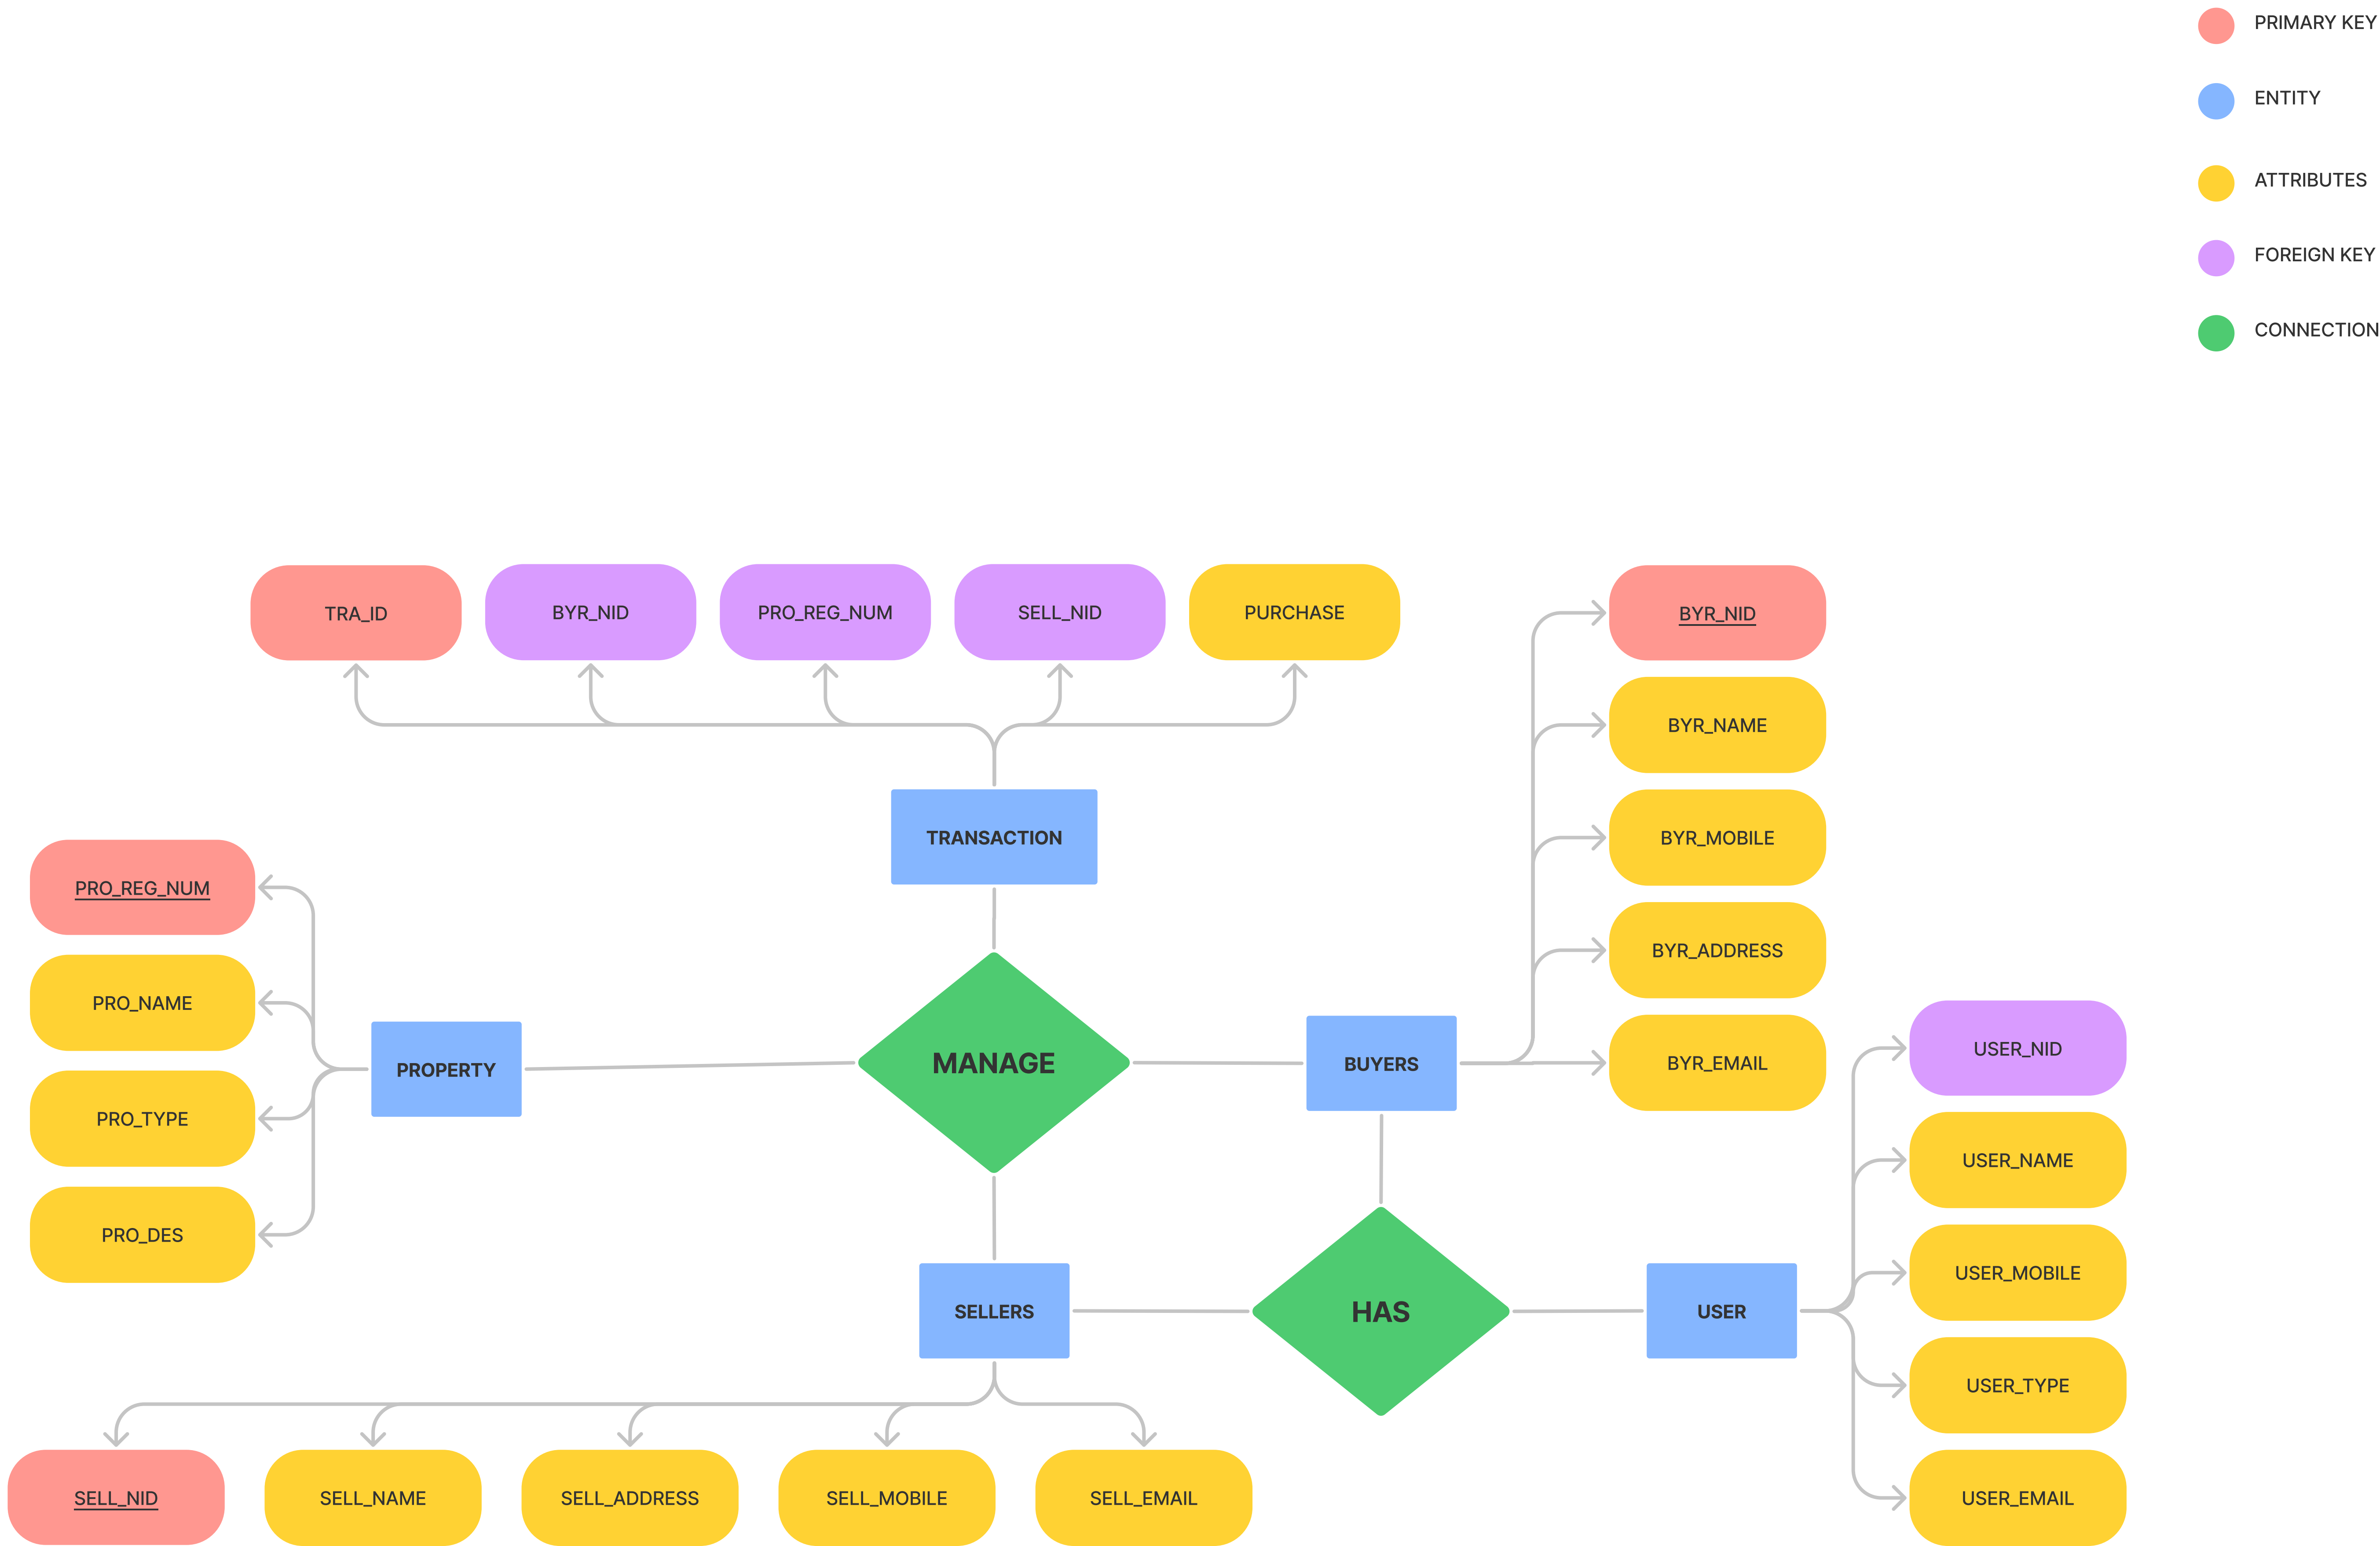 PRIMARY KEY
ENTITY
ATTRIBUTES
FOREIGN KEY
CONNECTION
TRA_ID
BYR_NID
PRO_REG_NUM
SELL_NID
PURCHASE
BYR_NID
BYR_NAME
TRANSACTION
BYR_MOBILE
PRO_REG_NUM
BYR_ADDRESS
PRO_NAME
USER_NID
PROPERTY
MANAGE
BUYERS
BYR_EMAIL
PRO_TYPE
USER_NAME
PRO_DES
USER_MOBILE
SELLERS
HAS
USER
USER_TYPE
SELL_NID
SELL_NAME
SELL_ADDRESS
SELL_MOBILE
SELL_EMAIL
USER_EMAIL